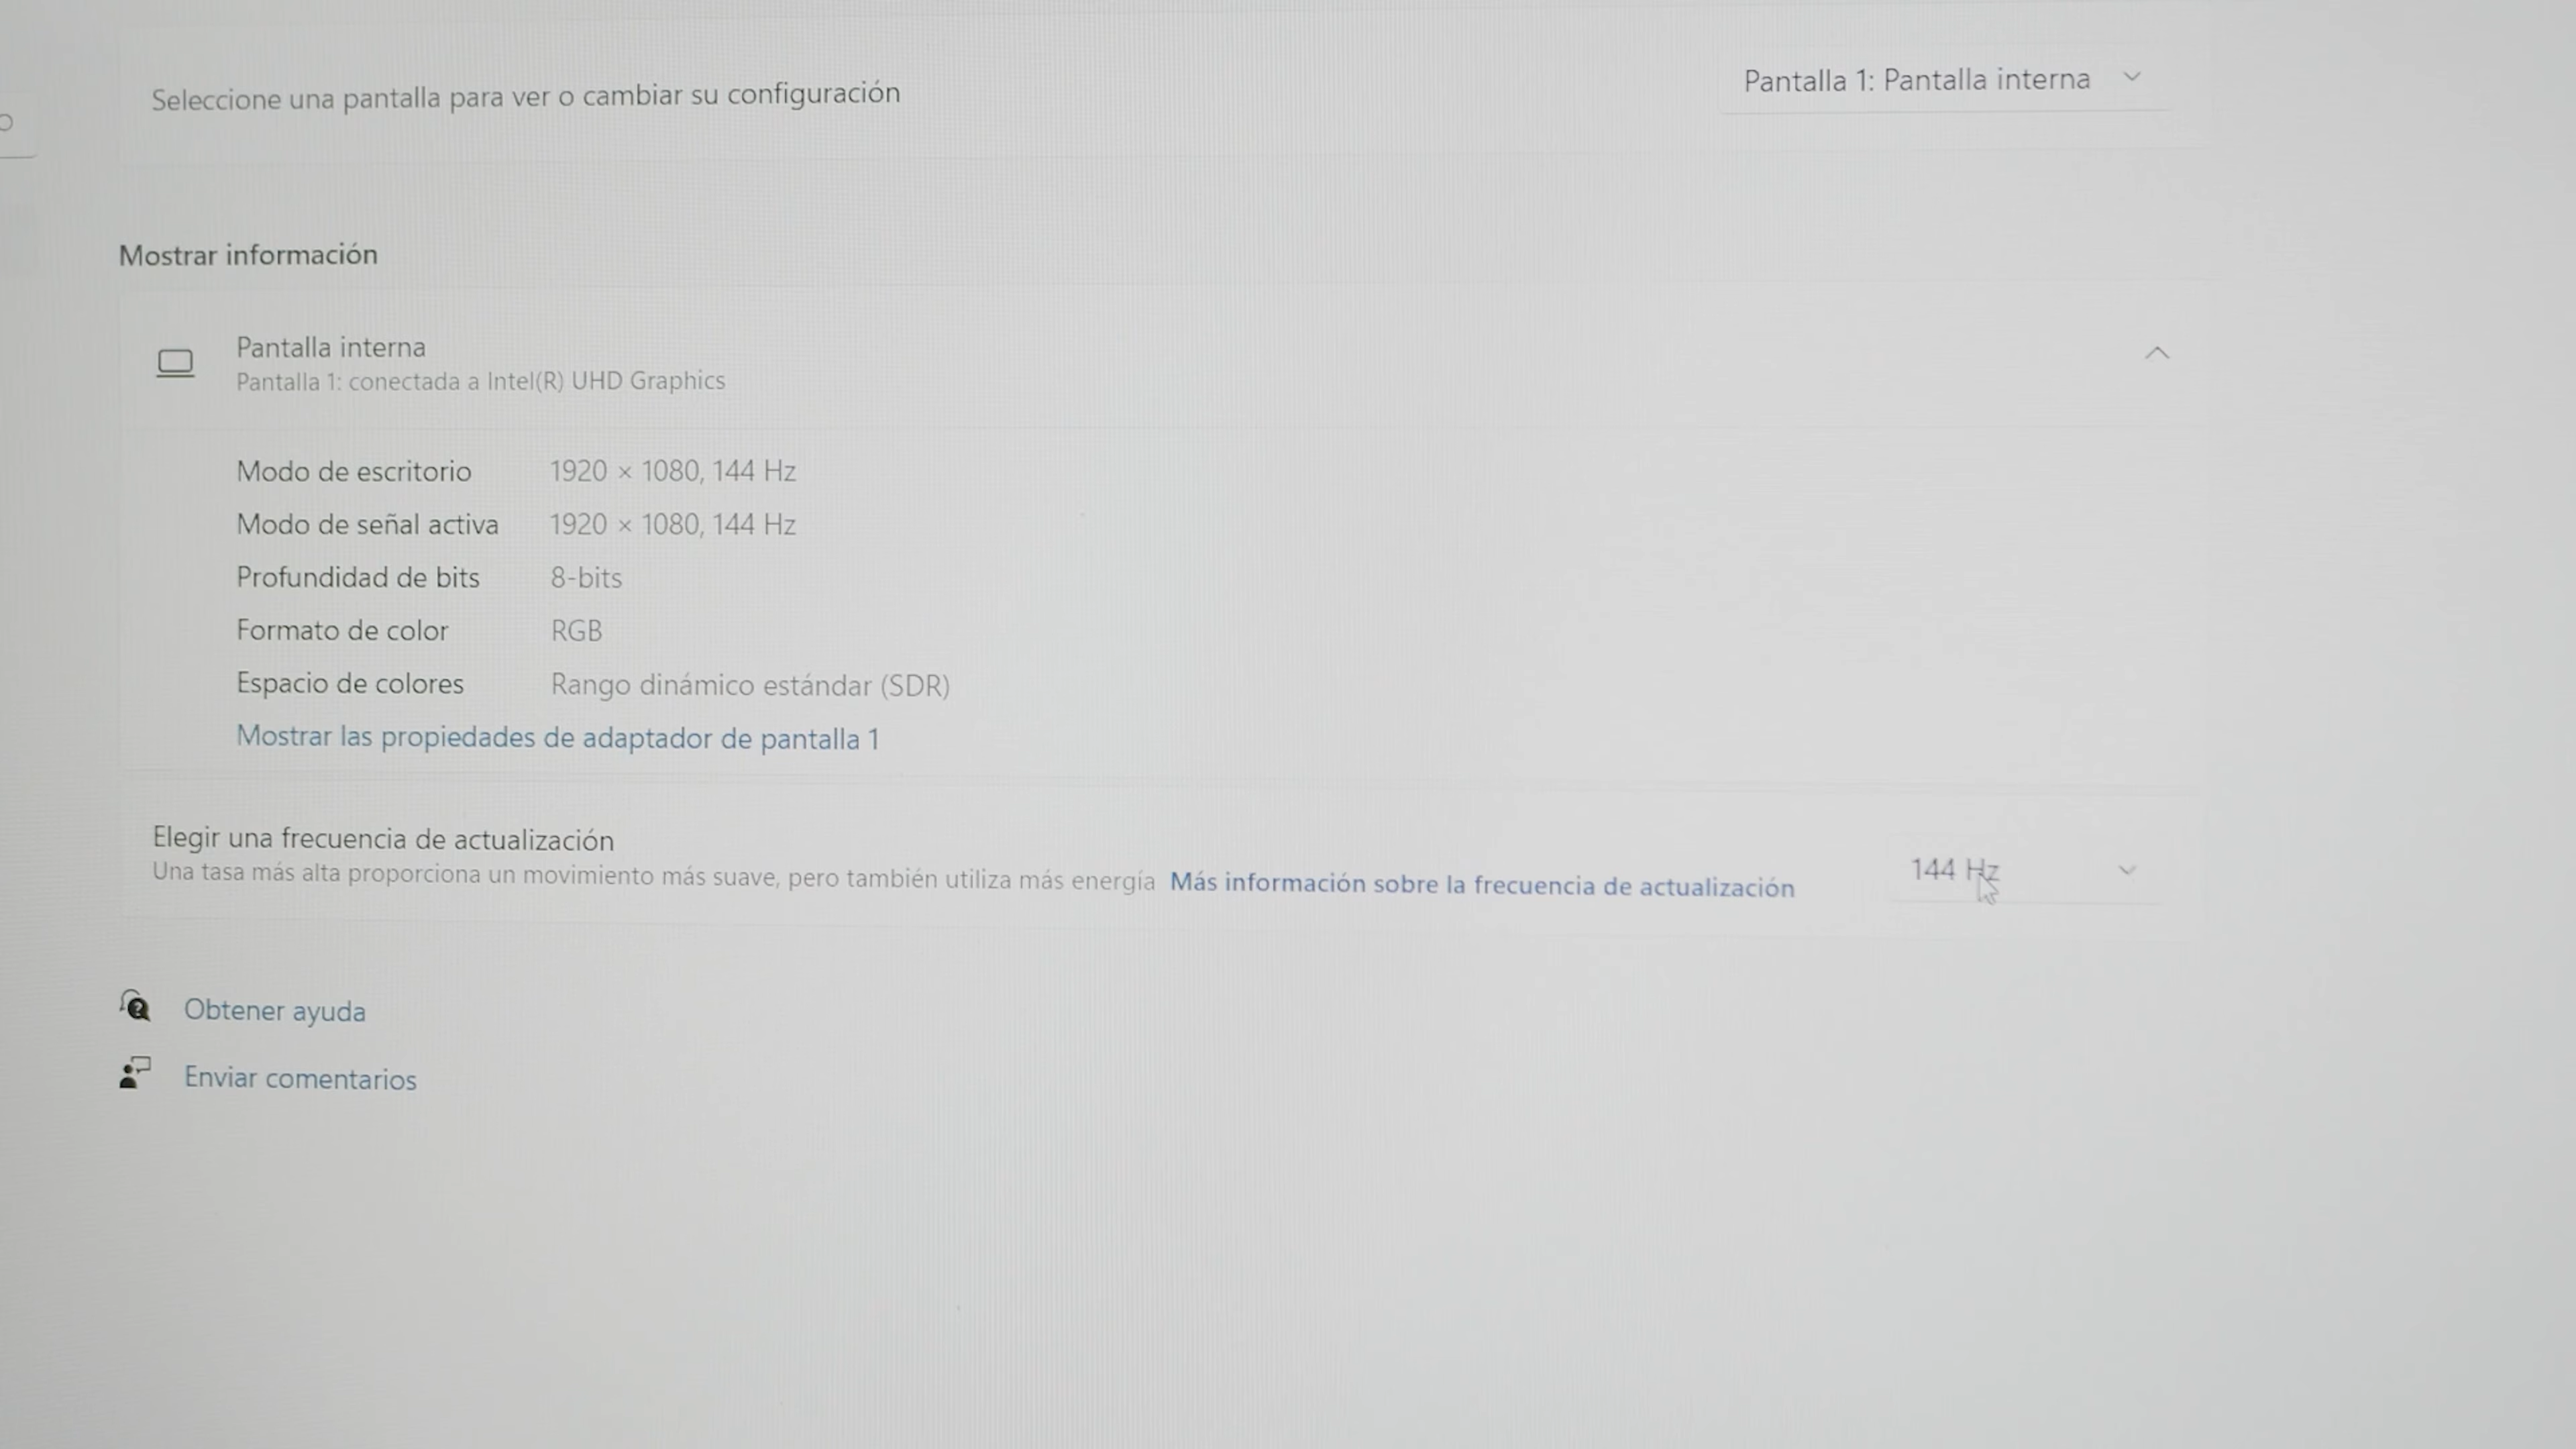 Seleccione una pantalla para ver o cambiar su configuración
Pantalla 1: Pantalla interna
o
Mostrar información
Pantalla interna
Pantalla 1: conectada a Intel(R) UHD Graphics
Modo de escritorio 1920 × 1080, 144 Hz
Modo de señal activa 1920 × 1080, 144 Hz
Profundidad de bits 8-bits
Formato de color RGB
Espacio de colores Rango dinámico estándar (SDR)
Mostrar las propiedades de adaptador de pantalla 1
Elegir una frecuencia de actualización
Una tasa más alta proporciona un movimiento más suave, pero también utiliza más energía Más información sobre la frecuencia de actualización
144 Hz
Obtener ayuda
Enviar comentarios